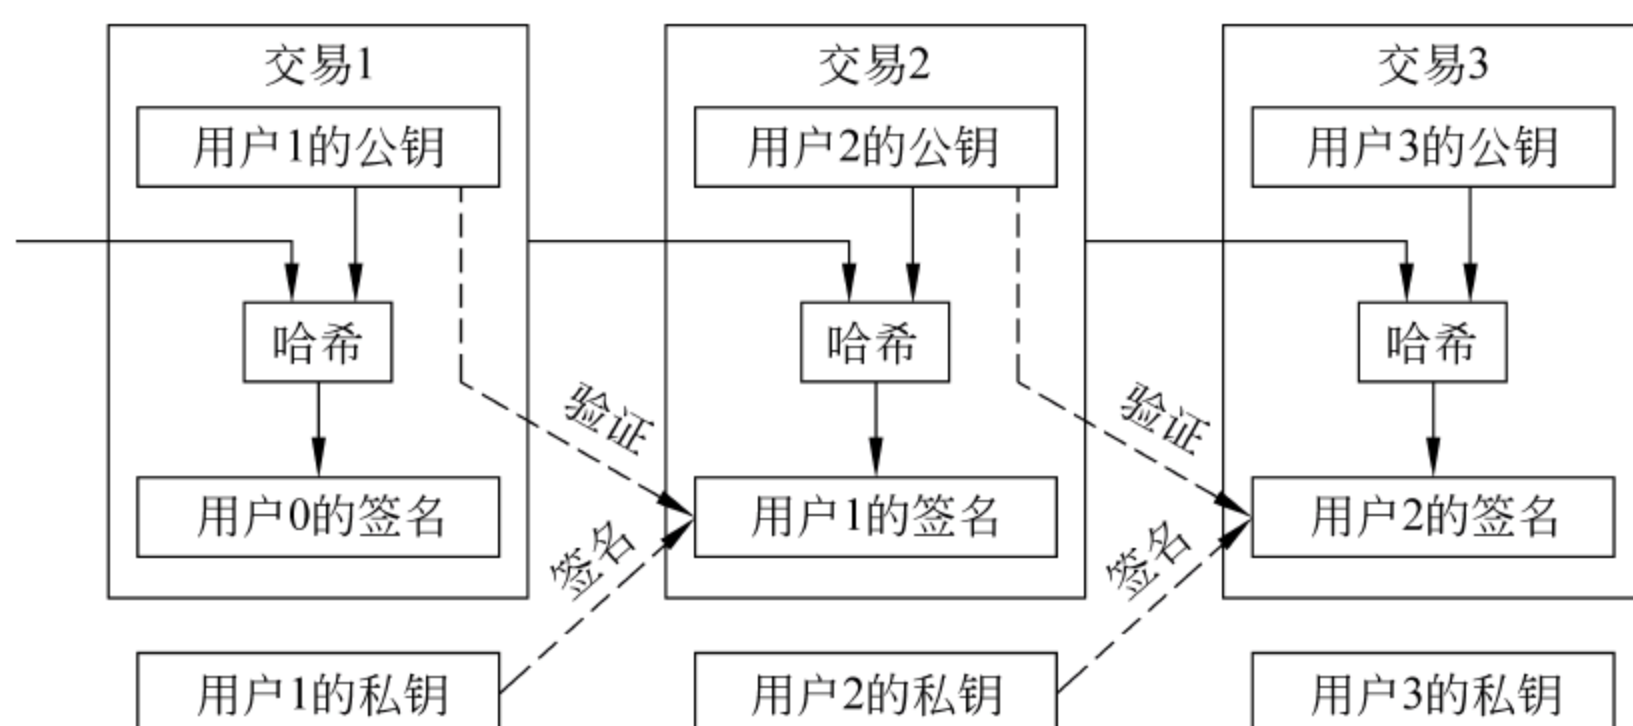 交易1
交易2
交易3
用户1的公钥
用户2的公钥
用户3的公钥
哈希
哈希
哈希
验证
验证
用户0的签名
用户1的签名
用户2的签名
签名
签名
用户1的私钥
用户2的私钥
用户3的私钥